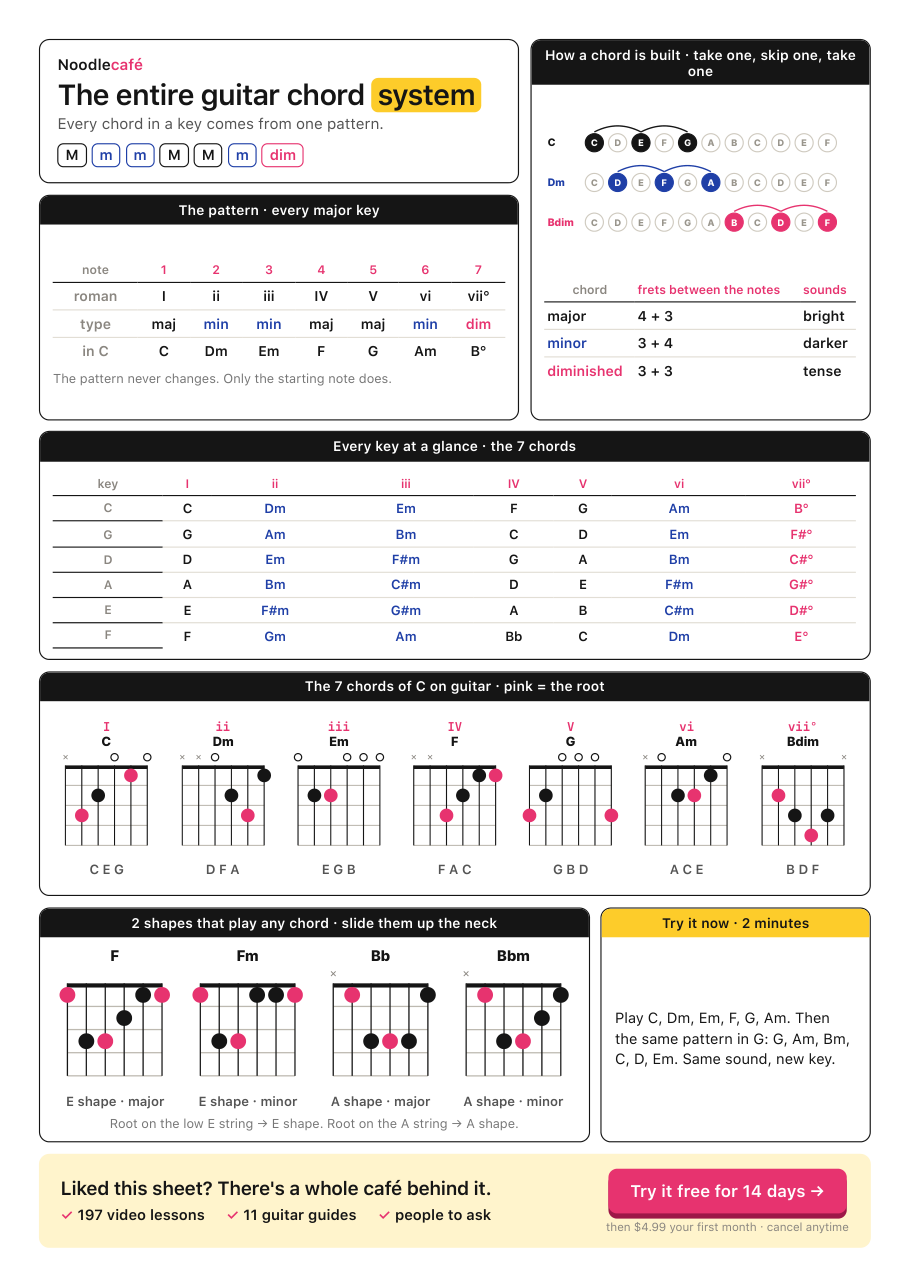 Noodlecafé
The entire guitar chord system
Every chord in a key comes from one pattern.
M m m M M m dim
The pattern · every major key
note 1 2 3 4 5 6 7
roman I ii iii IV V vi vii°
type maj min min maj maj min dim
in C C Dm Em F G Am B°
The pattern never changes. Only the starting note does.
How a chord is built · take one, skip one, take
one
C C D E F G A B C D E F
Dm C D E F G A B C D E F
Bdim C D E F G A B C D E F
chord frets between the notes sounds
major 4 + 3 bright
minor 3 + 4 darker
diminished 3 + 3 tense
Every key at a glance · the 7 chords
key I ii iii IV V vi vii°
C C Dm Em F G Am B°
G G Am Bm C D Em F#°
D D Em F#m G A Bm C#°
A A Bm C#m D E F#m G#°
E E F#m G#m A B C#m D#°
F F Gm Am Bb C Dm E°
The 7 chords of C on guitar · pink = the root
I ii iii IV V vi vii°
C Dm Em F G Am Bdim
× × × × × × × ×
C E G D F A E G B F A C G B D A C E B D F
2 shapes that play any chord · slide them up the neck
F Fm Bb Bbm
× ×
E shape · major E shape · minor A shape · major A shape · minor
Root on the low E string → E shape. Root on the A string → A shape.
Try it now · 2 minutes
Play C, Dm, Em, F, G, Am. Then
the same pattern in G: G, Am, Bm,
C, D, Em. Same sound, new key.
Liked this sheet? There's a whole café behind it.
✓ 197 video lessons ✓ 11 guitar guides ✓ people to ask
Try it free for 14 days →
then $4.99 your first month · cancel anytime